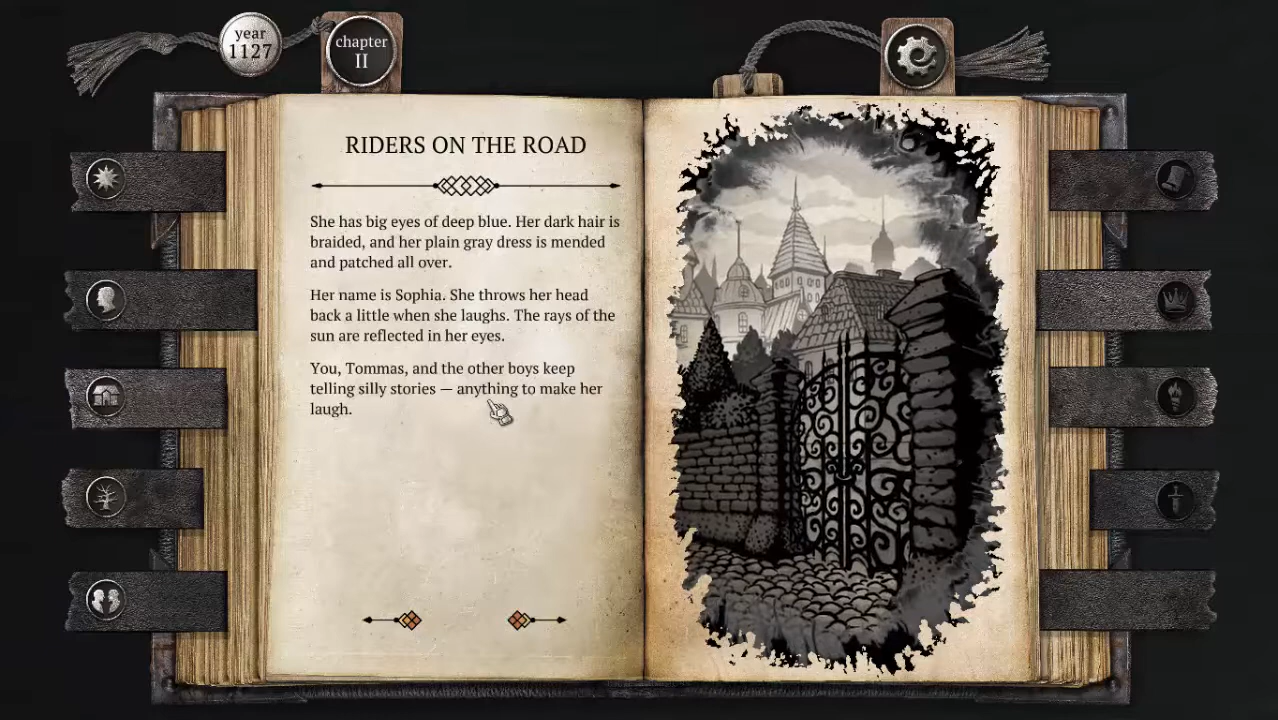 year
1127
chapter
II
RIDERS ON THE ROAD
She has big eyes of deep blue. Her dark hair is
braided, and her plain gray dress is mended
and patched all over.
Her name is Sophia. She throws her head
back a little when she laughs. The rays of the
sun are reflected in her eyes.
You, Tommas, and the other boys keep
telling silly stories — anything to make her
laugh.